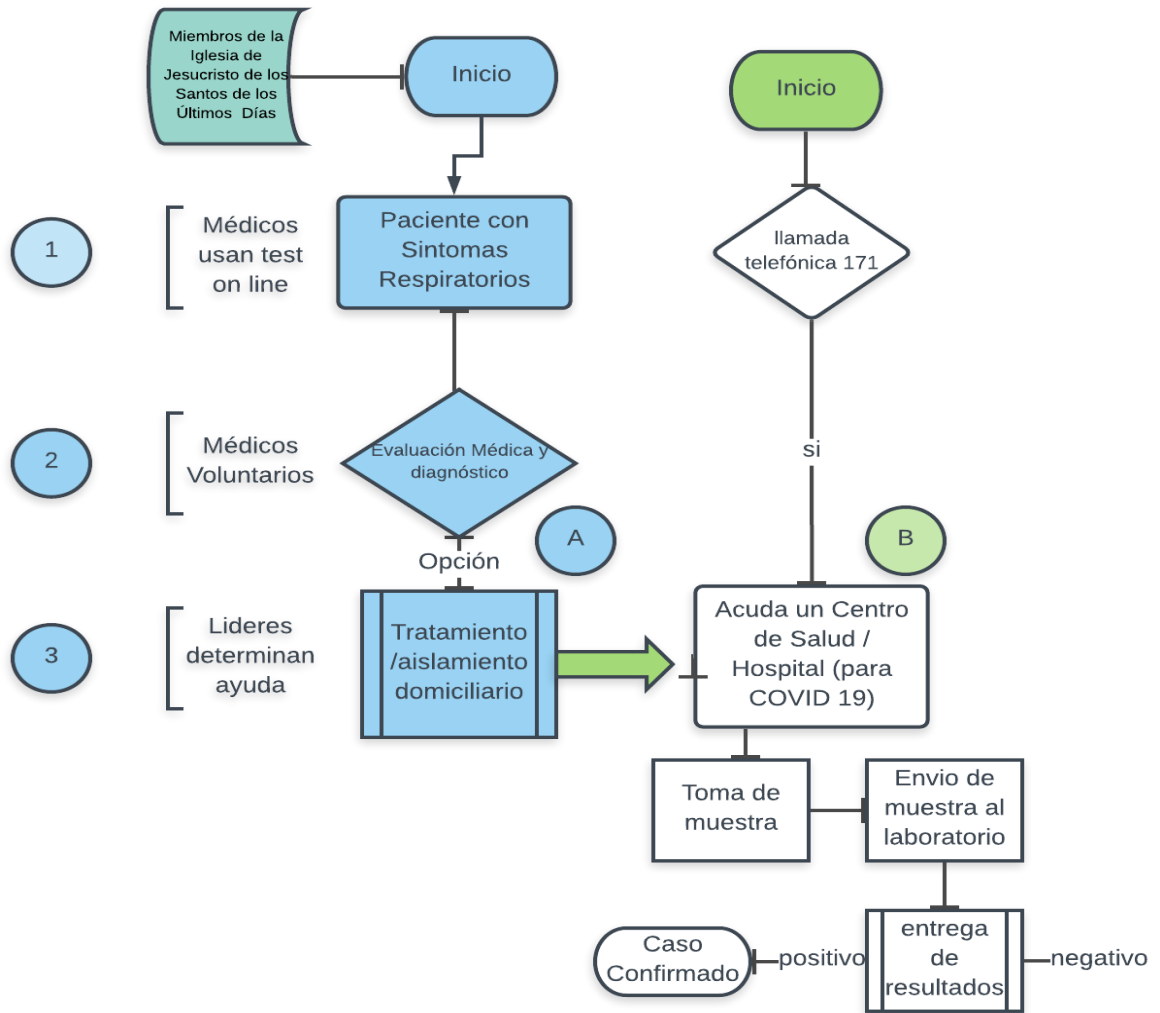 Miembros de la
Iglesia de
Jesucristo de los
Santos de los
Últimos Días
Inicio
Inicio
1
Médicos
usan test
on line
Paciente con
Sintomas
Respiratorios
llamada
telefónica 171
2
Médicos
Voluntarios
Evaluación Médica y
diagnóstico
si
A
B
Opción
3
Lideres
determinan
ayuda
Tratamiento
/aislamiento
domiciliario
Acuda un Centro
de Salud /
Hospital (para
COVID 19)
Toma de
muestra
Envio de
muestra al
laboratorio
Caso
Confirmado
positivo
entrega
de
resultados
negativo